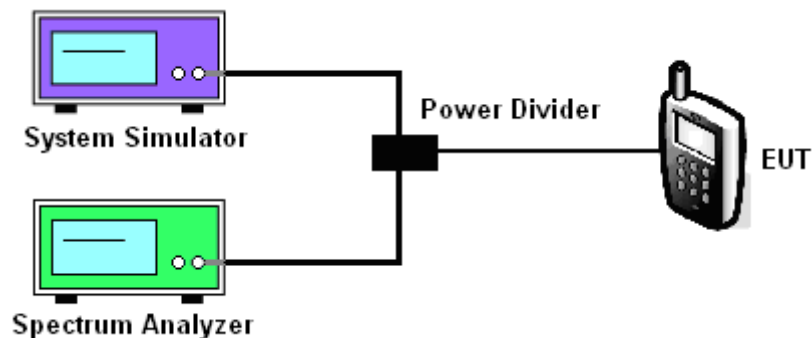 System Simulator
Power Divider
EUT
Spectrum Analyzer